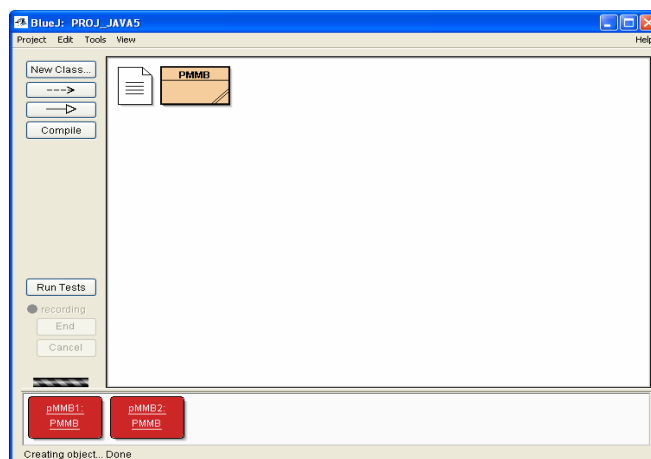 BlueJ: PROJ_JAVA5
Project Edit Tools View Help
New Class...
PMMB
--->
Compile
Run Tests
recording
End
Cancel
pMMB1:
PMMB
pMMB2:
PMMB
Creating object... Done